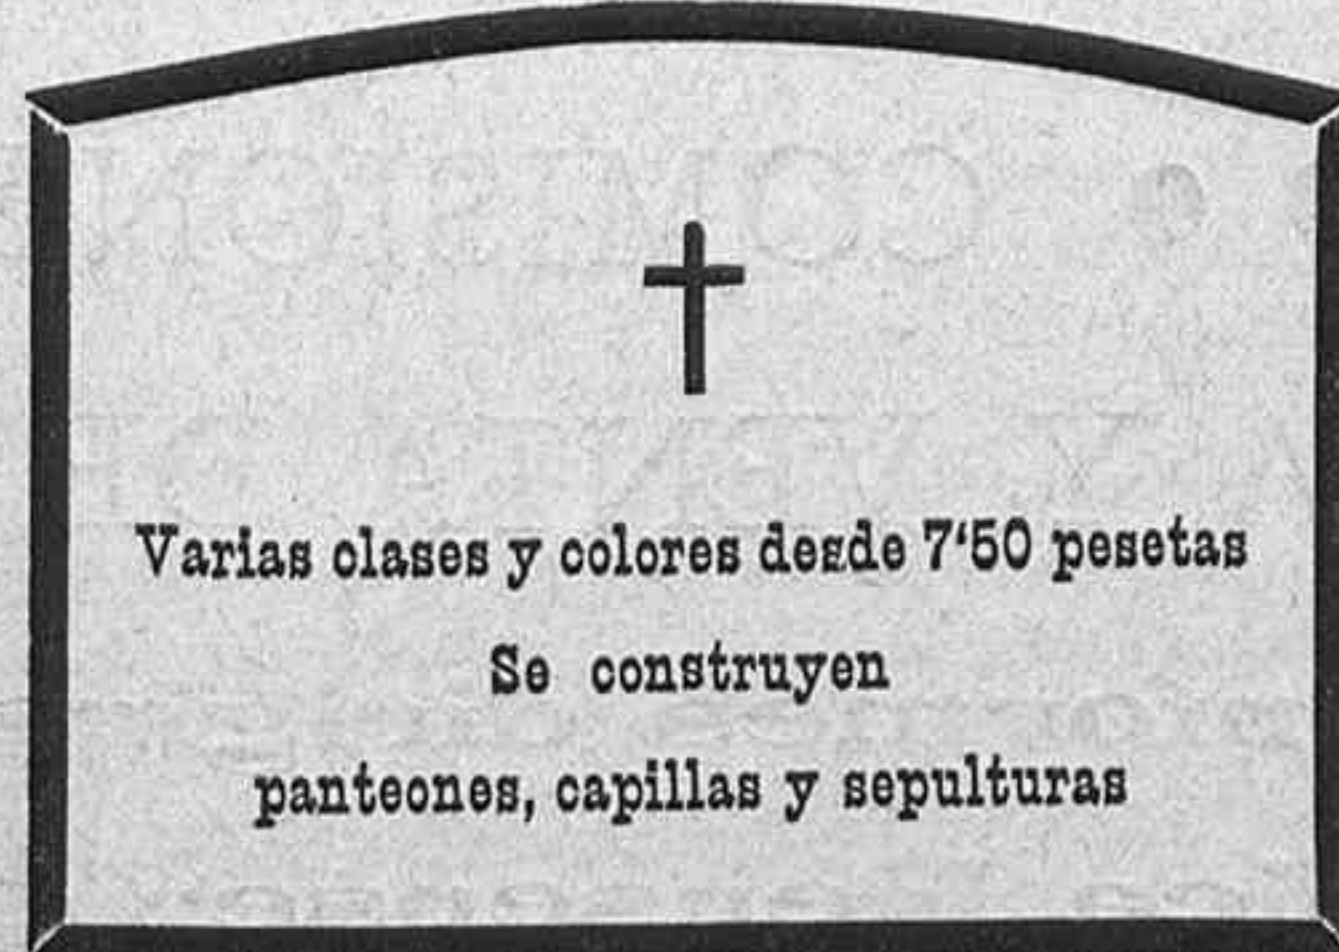 Varias clases y colores desde 7'50 pesetas
Se construyen
panteones, capillas y sepulturas